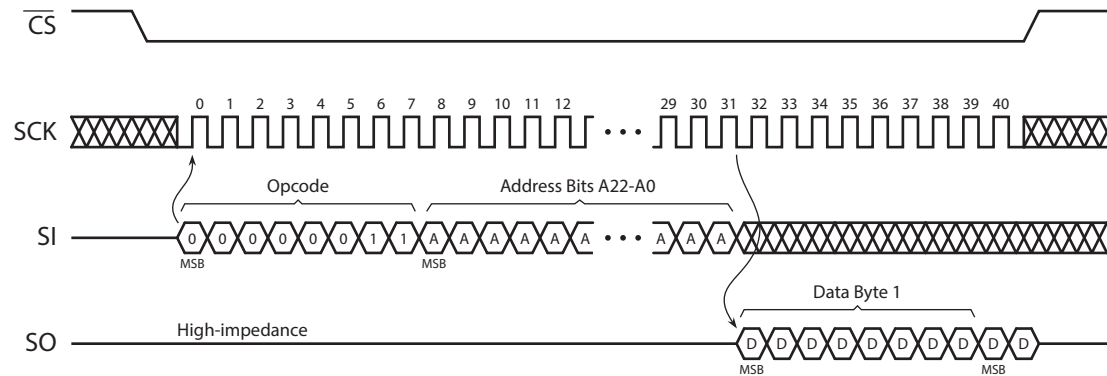 CS
0 1 2 3 4 5 6 7 8 9 10 11 12 29 30 31 32 33 34 35 36 37 38 39 40
SCK
Opcode Address Bits A22-A0
SI 0 0 0 0 0 0 1 1 A A A A A A A A A
MSB MSB
Data Byte 1
High-impedance
SO D D D D D D D D D D
MSB MSB